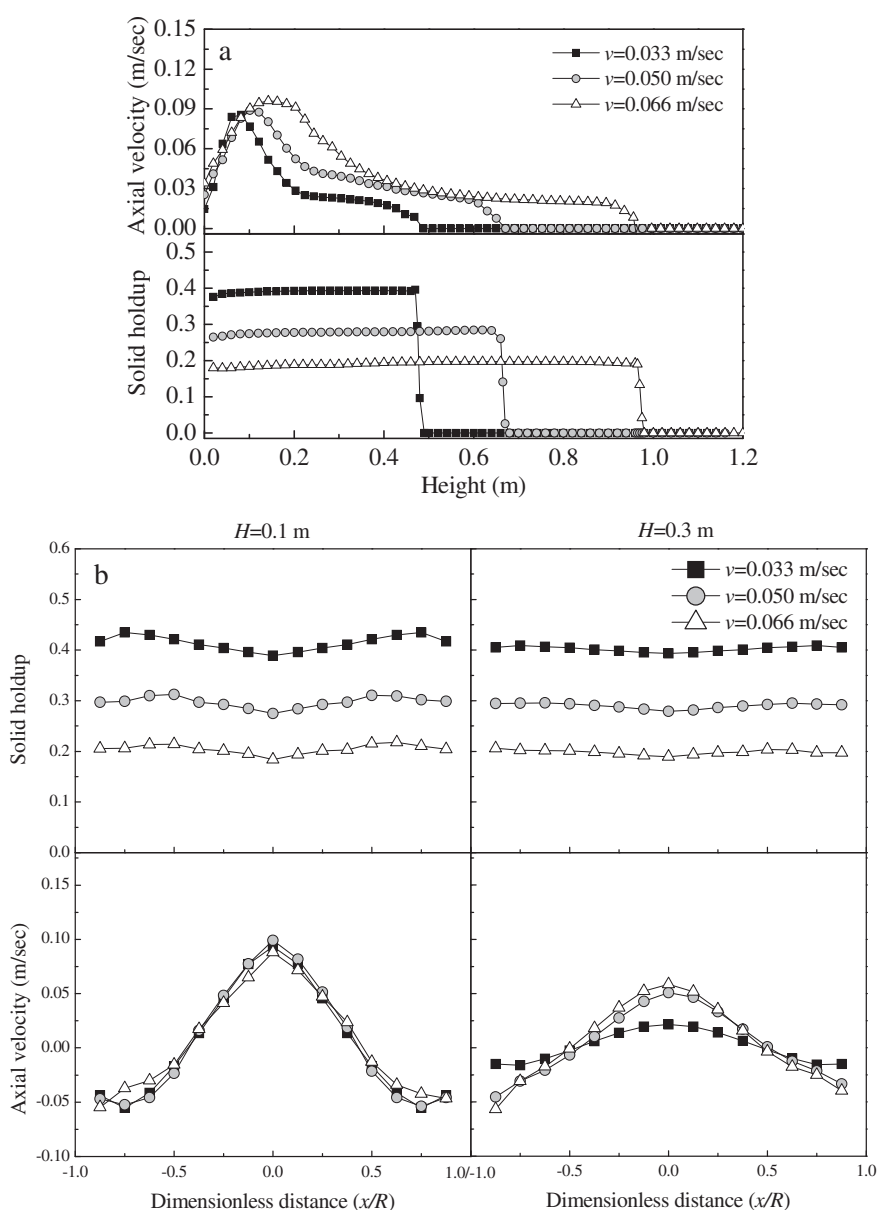 a
v=0.033 m/sec
v=0.050 m/sec
v=0.066 m/sec
Axial velocity (m/sec)
0.15
0.12
0.09
0.06
0.03
0.00
Solid holdup
0.5
0.4
0.3
0.2
0.1
0.0
0.0 0.2 0.4 0.6 0.8 1.0 1.2
Height (m)
H=0.1 m
H=0.3 m
b
v=0.033 m/sec
v=0.050 m/sec
v=0.066 m/sec
Solid holdup
0.6
0.5
0.4
0.3
0.2
0.1
0.0
Axial velocity (m/sec)
0.15
0.10
0.05
0.00
-0.05
-0.10
-1.0 -0.5 0.0 0.5 1.0/-1.0 -0.5 0.0 0.5 1.0
Dimensionless distance (x/R)
Dimensionless distance (x/R)